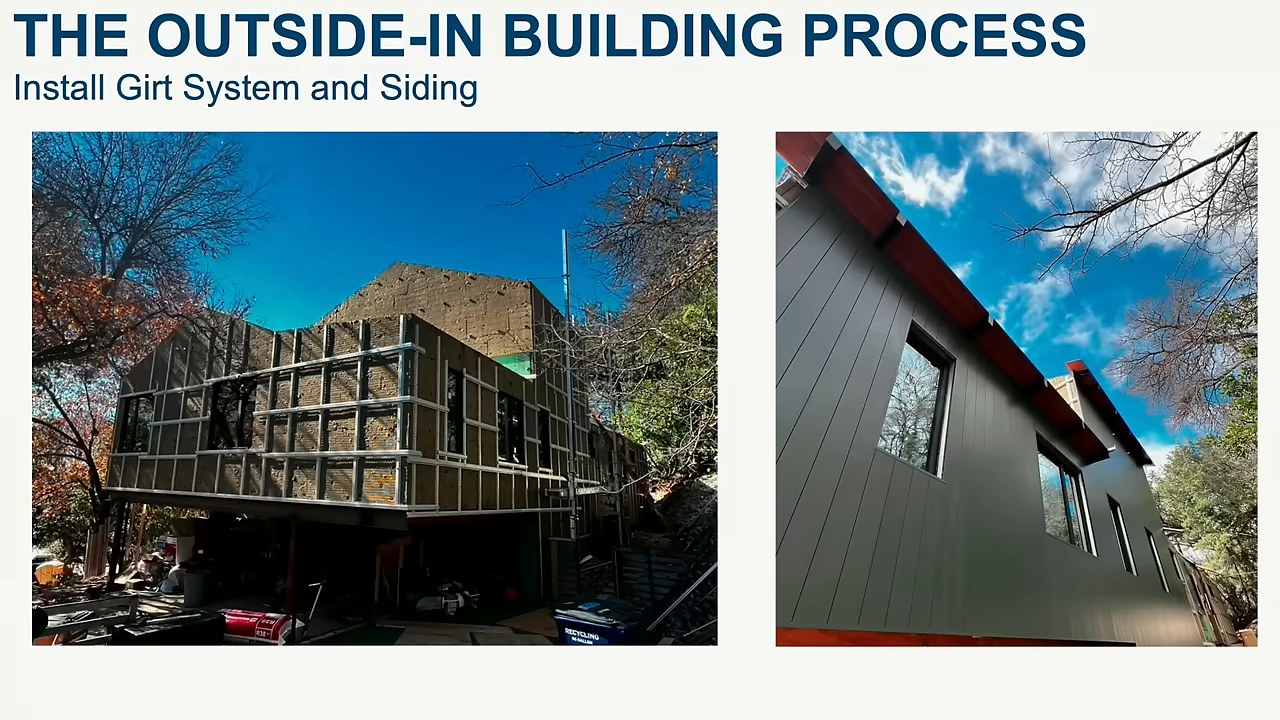 THE OUTSIDE-IN BUILDING PROCESS
Install Girt System and Siding
R38
RECYCLING